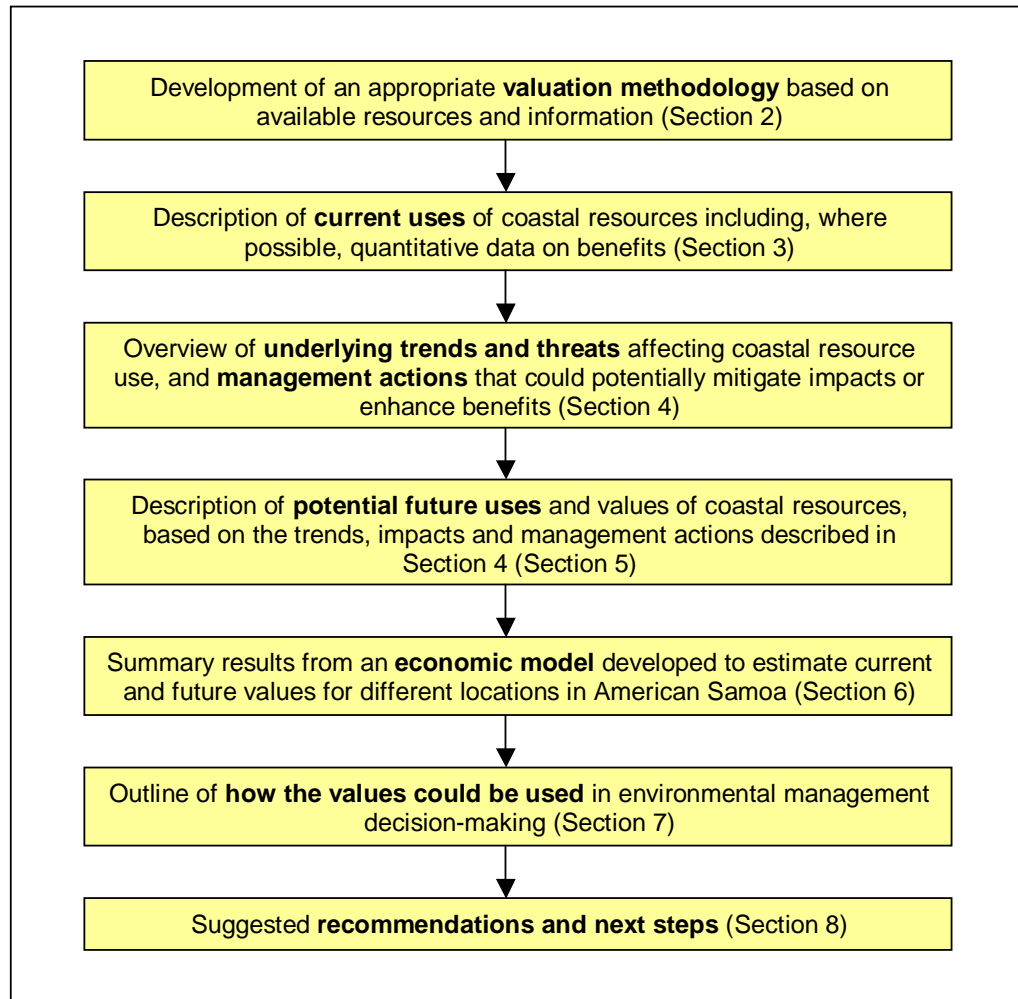 Development of an appropriate valuation methodology based on
available resources and information (Section 2)
Description of current uses of coastal resources including, where
possible, quantitative data on benefits (Section 3)
Overview of underlying trends and threats affecting coastal resource
use, and management actions that could potentially mitigate impacts or
enhance benefits (Section 4)
Description of potential future uses and values of coastal resources,
based on the trends, impacts and management actions described in
Section 4 (Section 5)
Summary results from an economic model developed to estimate current
and future values for different locations in American Samoa (Section 6)
Outline of how the values could be used in environmental management
decision-making (Section 7)
Suggested recommendations and next steps (Section 8)